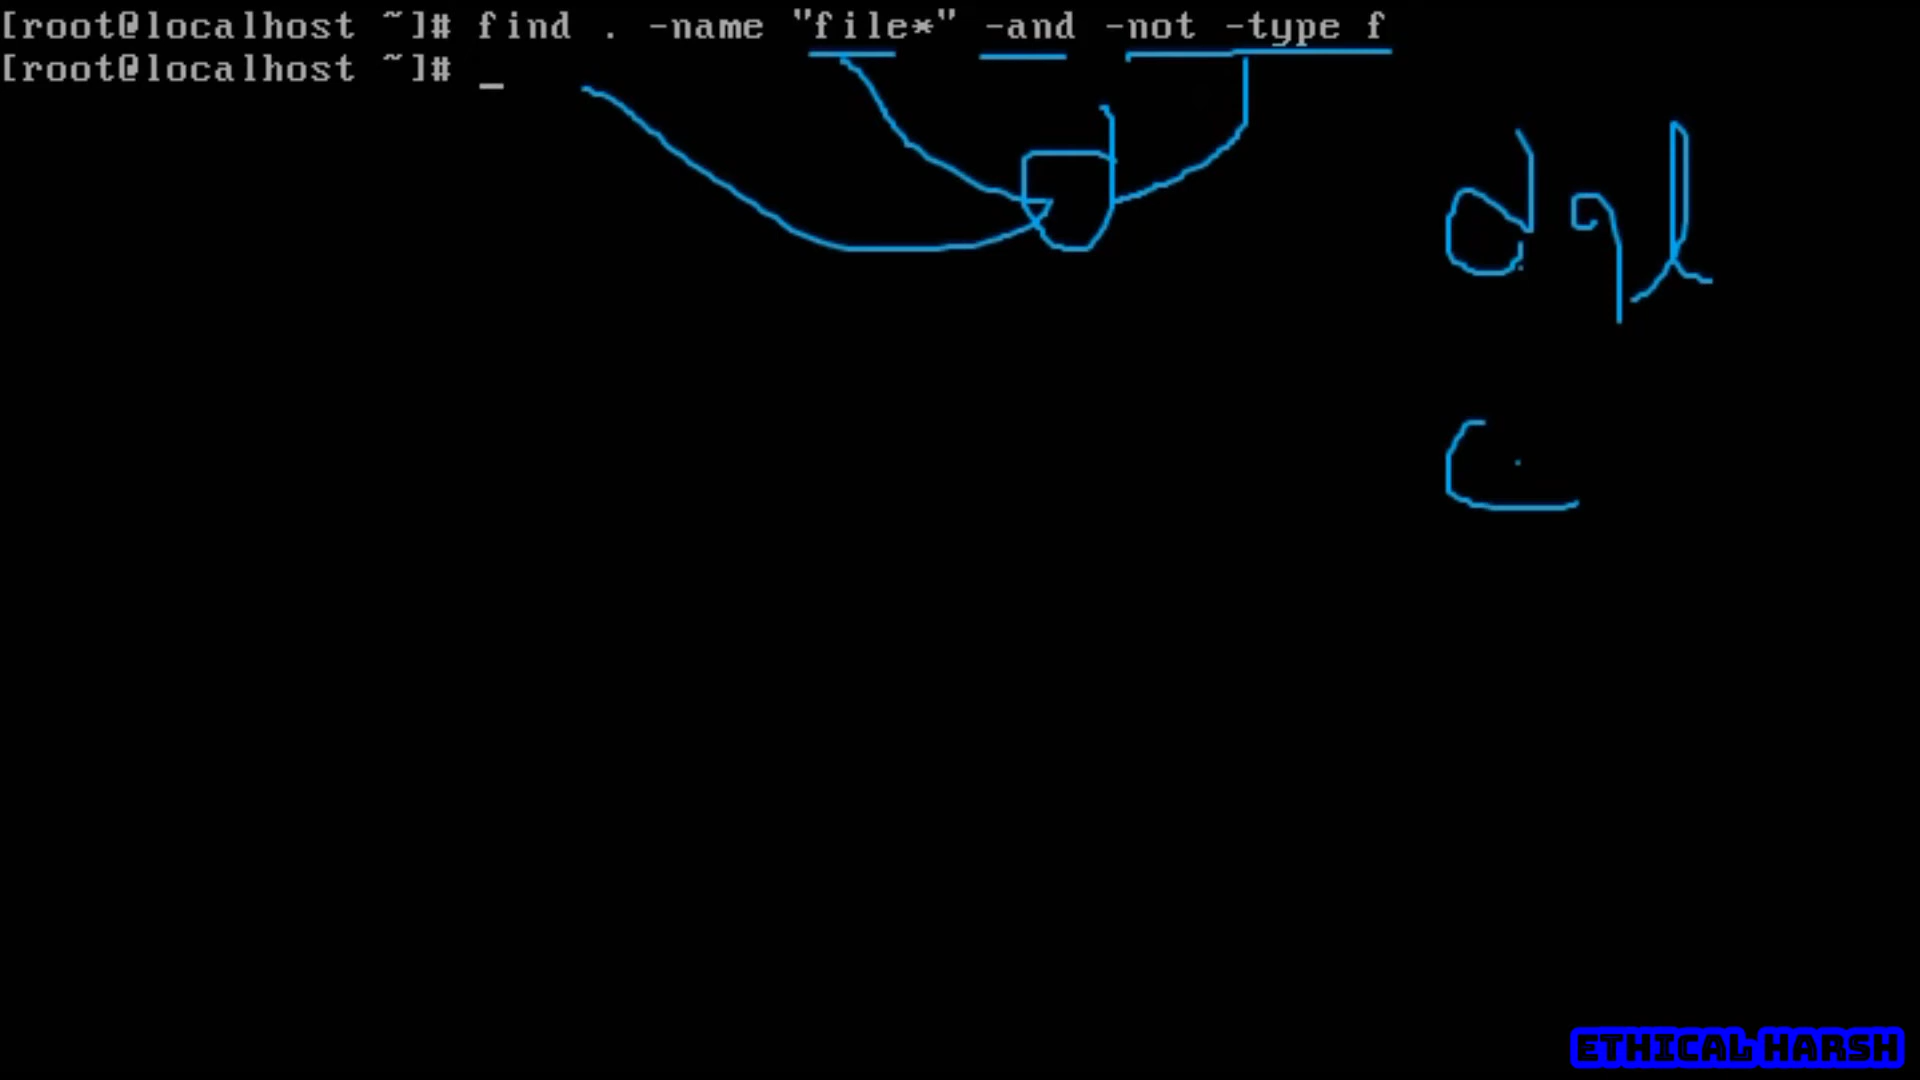 [root@localhost ~]# find . -name "file*" -and -not -type f
[root@localhost ~]# _
ETHICAL HARSH